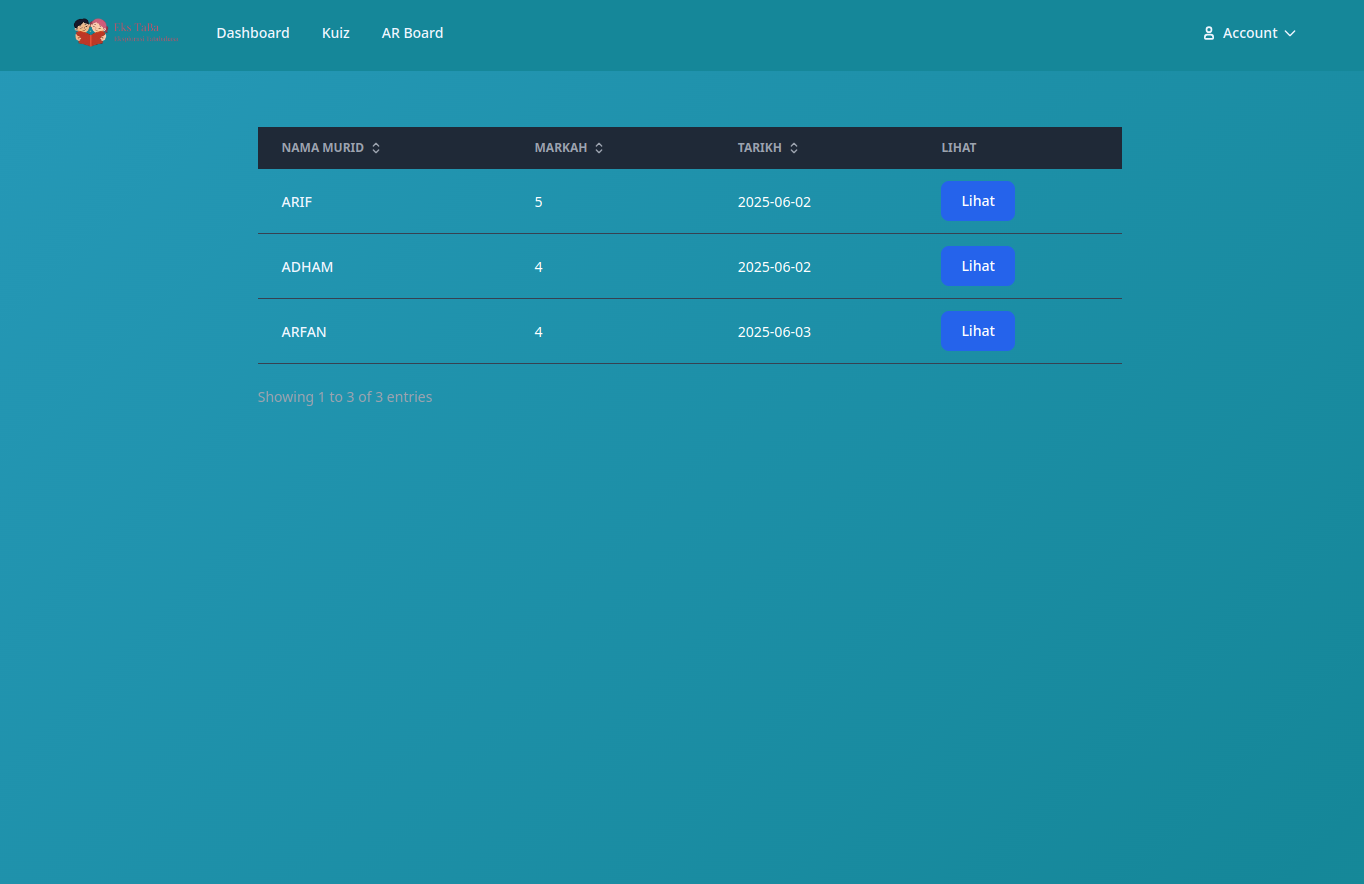 Dashboard Kuiz AR Board Account
NAMA MURID MARKAH TARIKH LIHAT
ARIF 5 2025-06-02 Lihat
ADHAM 4 2025-06-02 Lihat
ARFAN 4 2025-06-03 Lihat
Showing 1 to 3 of 3 entries